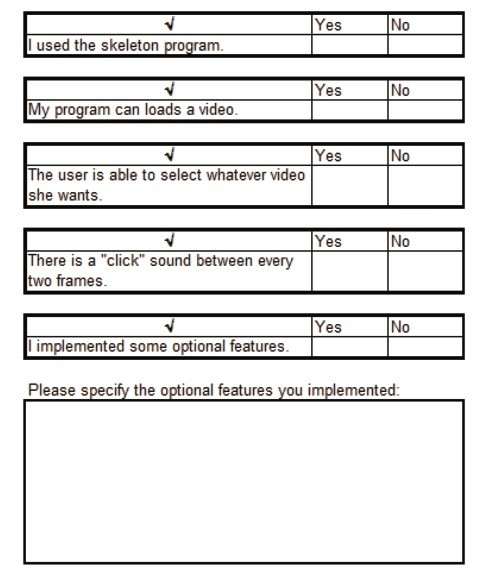 √ Yes No
I used the skeleton program.
√ Yes No
My program can loads a video.
√ Yes No
The user is able to select whatever video
she wants.
√ Yes No
There is a "click" sound between every
two frames.
√ Yes No
I implemented some optional features.
Please specify the optional features you implemented: